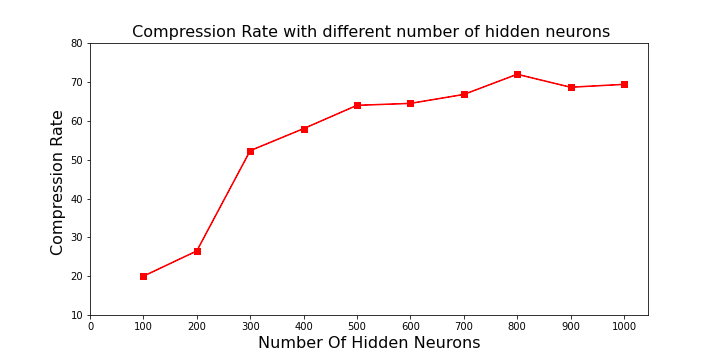 Compression Rate with different number of hidden neurons
80
70
60
50
40
30
20
10
Compression Rate
0 100 200 300 400 500 600 700 800 900 1000
Number Of Hidden Neurons